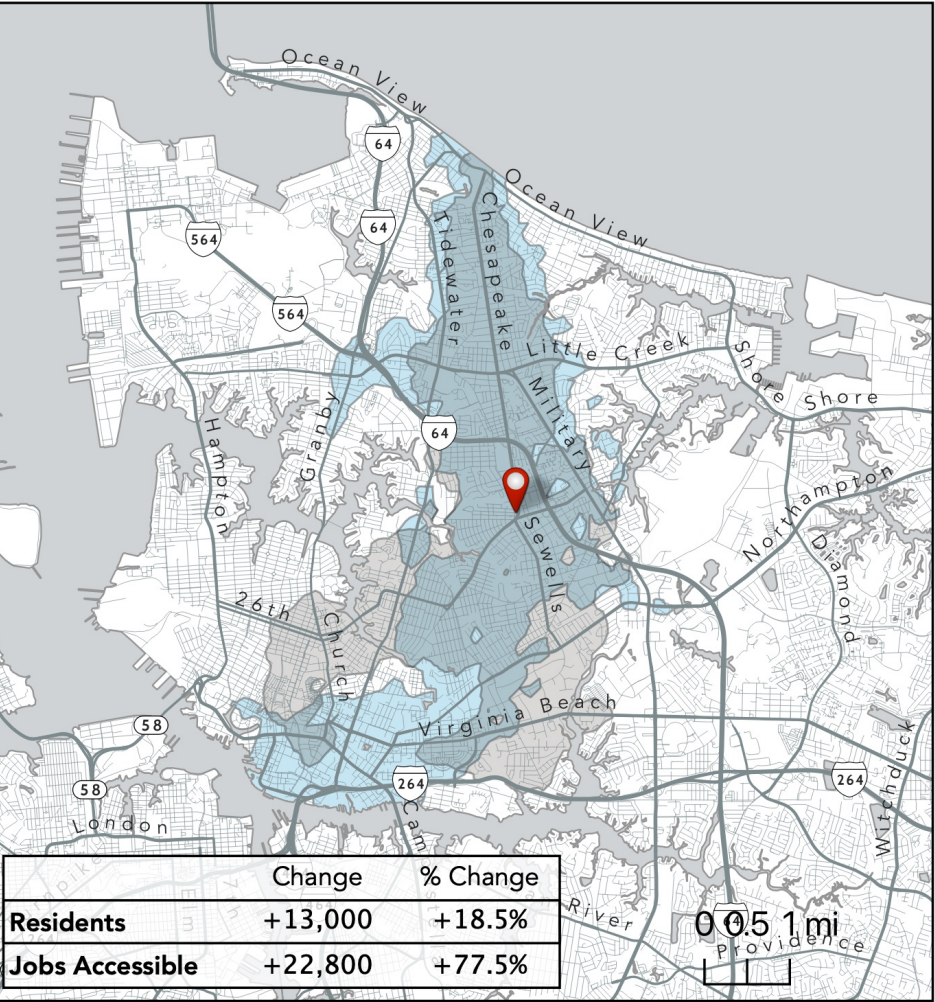 Ocean View
64
Ocean View
64
564
Tidewater
Chesapeake
564
Little Creek
Shore
Shore
Military
Granby
Hampton
64
Northampton
Sewells
Diamond
26th
Church
Virginia Beach
58
Witchduck
264
264
58
London
Cam
Change % Change
Residents +13,000 +18.5%
Jobs Accessible +22,800 +77.5%
River
0 0.5 1 mi
64
Providence